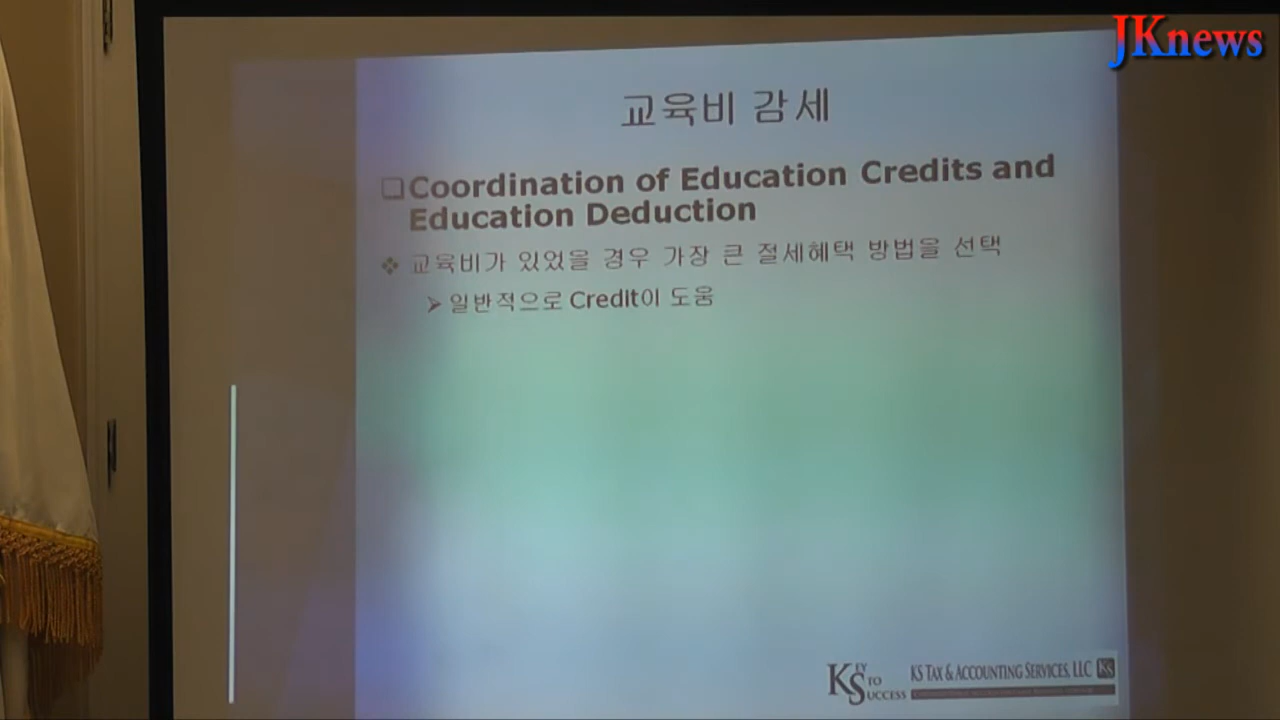 JKnews
교육비 감세
Coordination of Education Credits and
Education Deduction
교육비가 있었을 경우 가장 큰 절세혜택 방법을 선택
일반적으로 Credit이 도움
KEY TO SUCCESS
KS TAX & ACCOUNTING SERVICES, LLC KS